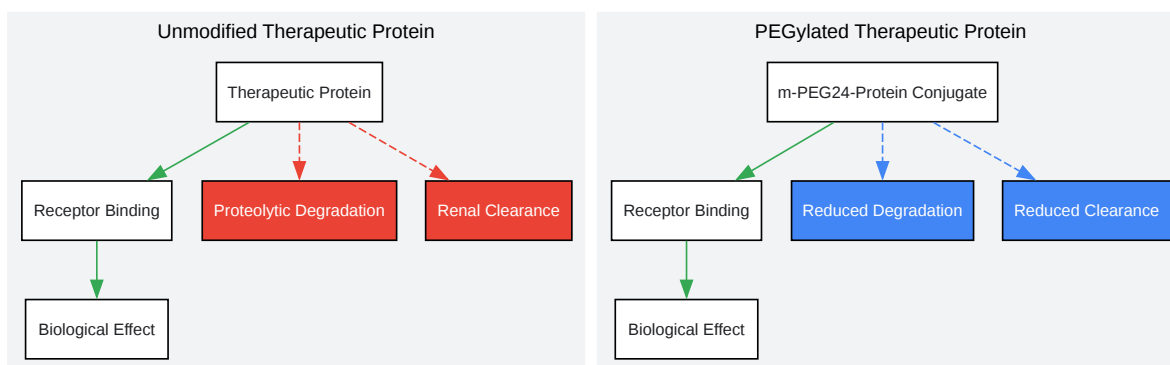 Unmodified Therapeutic Protein
Therapeutic Protein
Receptor Binding
Proteolytic Degradation
Renal Clearance
Biological Effect
PEGylated Therapeutic Protein
m-PEG24-Protein Conjugate
Receptor Binding
Reduced Degradation
Reduced Clearance
Biological Effect